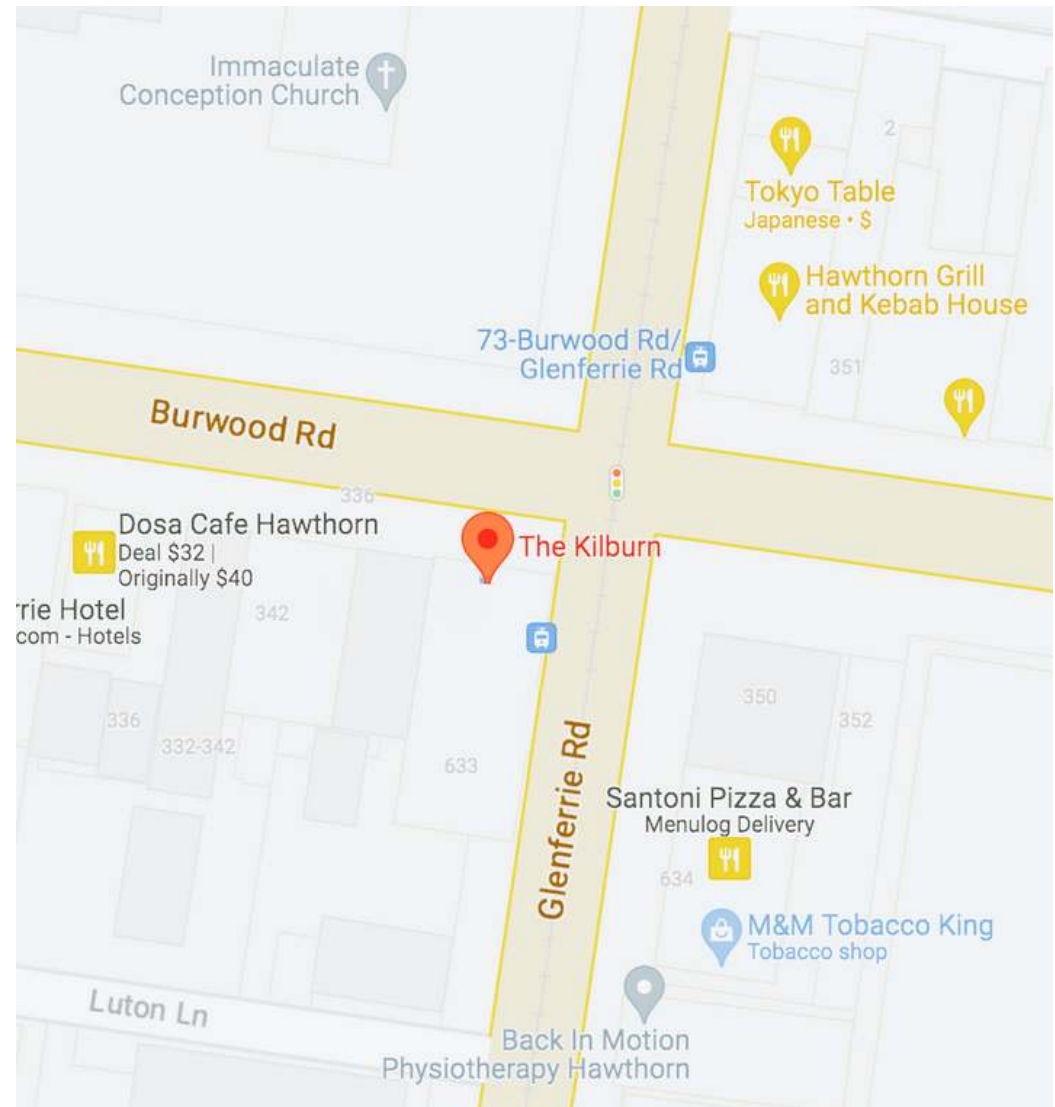 Immaculate
Conception Church
2
Tokyo Table
Japanese • $
Hawthorn Grill
and Kebab House
73-Burwood Rd/
Glenferrie Rd
351
Burwood Rd
336
Dosa Cafe Hawthorn
Deal $32 |
Originally $40
The Kilburn
rrie Hotel
com - Hotels
342
350
352
336
332-342
633
Glenferrie Rd
Santoni Pizza & Bar
Menulog Delivery
634
M&M Tobacco King
Tobacco shop
Luton Ln
Back In Motion
Physiotherapy Hawthorn